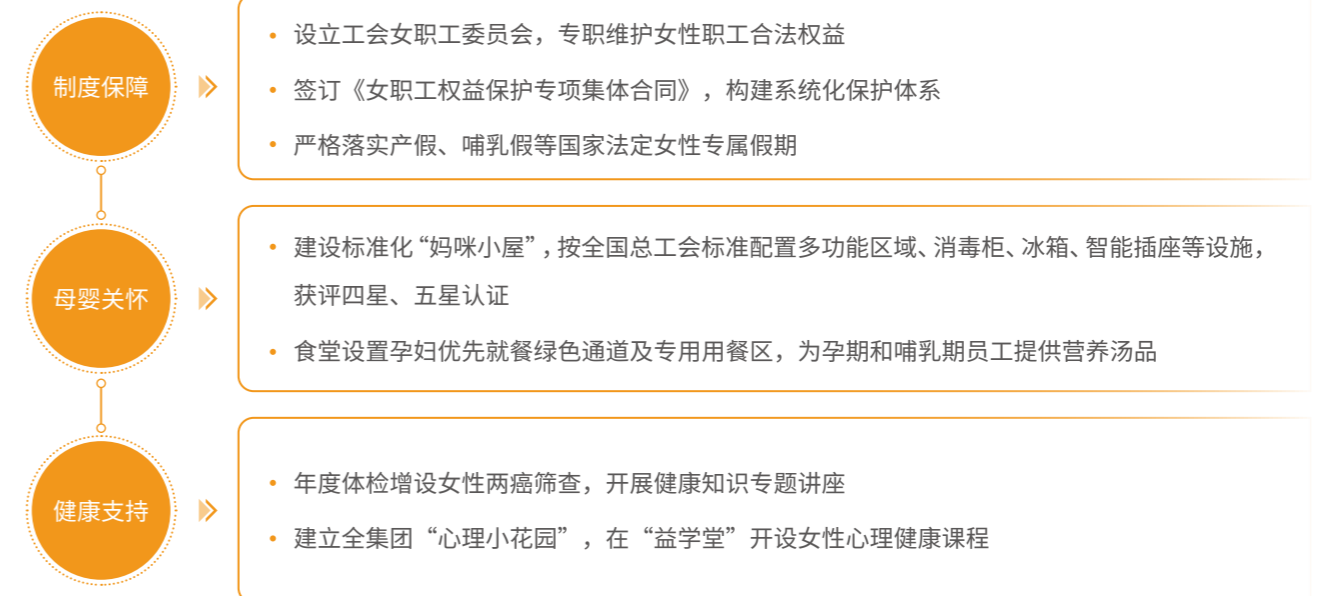 制度保障
• 设立工会女职工委员会，专职维护女性职工合法权益
• 签订《女职工权益保护专项集体合同》，构建系统化保护体系
• 严格落实产假、哺乳假等国家法定女性专属假期
母婴关怀
• 建设标准化“妈咪小屋”，按全国总工会标准配置多功能区域、消毒柜、冰箱、智能插座等设施，
获评四星、五星认证
• 食堂设置孕妇优先就餐绿色通道及专用用餐区，为孕期和哺乳期员工提供营养汤品
健康支持
• 年度体检增设女性两癌筛查，开展健康知识专题讲座
• 建立全集团“心理小花园”，在“益学堂”开设女性心理健康课程